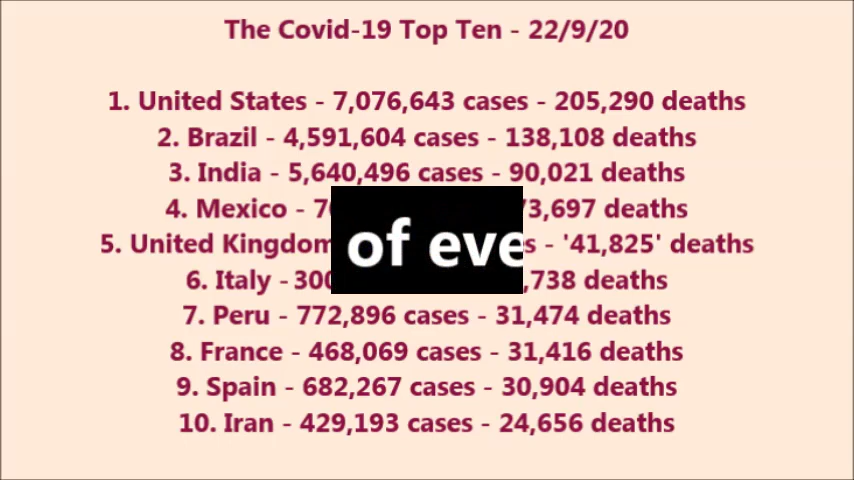 The Covid-19 Top Ten - 22/9/20
1. United States - 7,076,643 cases - 205,290 deaths
2. Brazil - 4,591,604 cases - 138,108 deaths
3. India - 5,640,496 cases - 90,021 deaths
4. Mexico - 73,697 deaths
5. United Kingdom - '41,825' deaths
of eve
6. Italy - 300 ,738 deaths
7. Peru - 772,896 cases - 31,474 deaths
8. France - 468,069 cases - 31,416 deaths
9. Spain - 682,267 cases - 30,904 deaths
10. Iran - 429,193 cases - 24,656 deaths